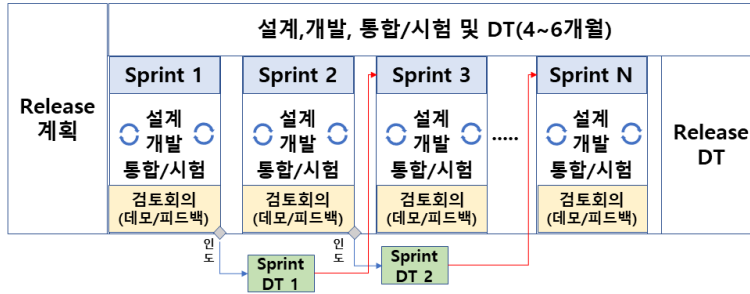 설계,개발, 통합/시험 및 DT(4~6개월)
Release
계획
Sprint 1
설계
개발
통합/시험
검토회의
(데모/피드백)
Sprint 2
설계
개발
통합/시험
검토회의
(데모/피드백)
Sprint 3
설계
개발
통합/시험
검토회의
(데모/피드백)
.....
Sprint N
설계
개발
통합/시험
검토회의
(데모/피드백)
Release
DT
인
도
Sprint
DT 1
인
도
Sprint
DT 2